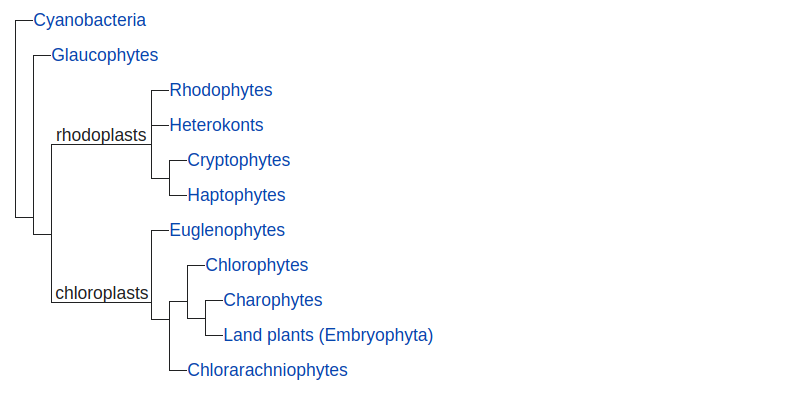 Cyanobacteria
Glaucophytes
Rhodophytes
rhodoplasts
Heterokonts
Cryptophytes
Haptophytes
Euglenophytes
Chlorophytes
chloroplasts
Charophytes
Land plants (Embryophyta)
Chlorarachniophytes